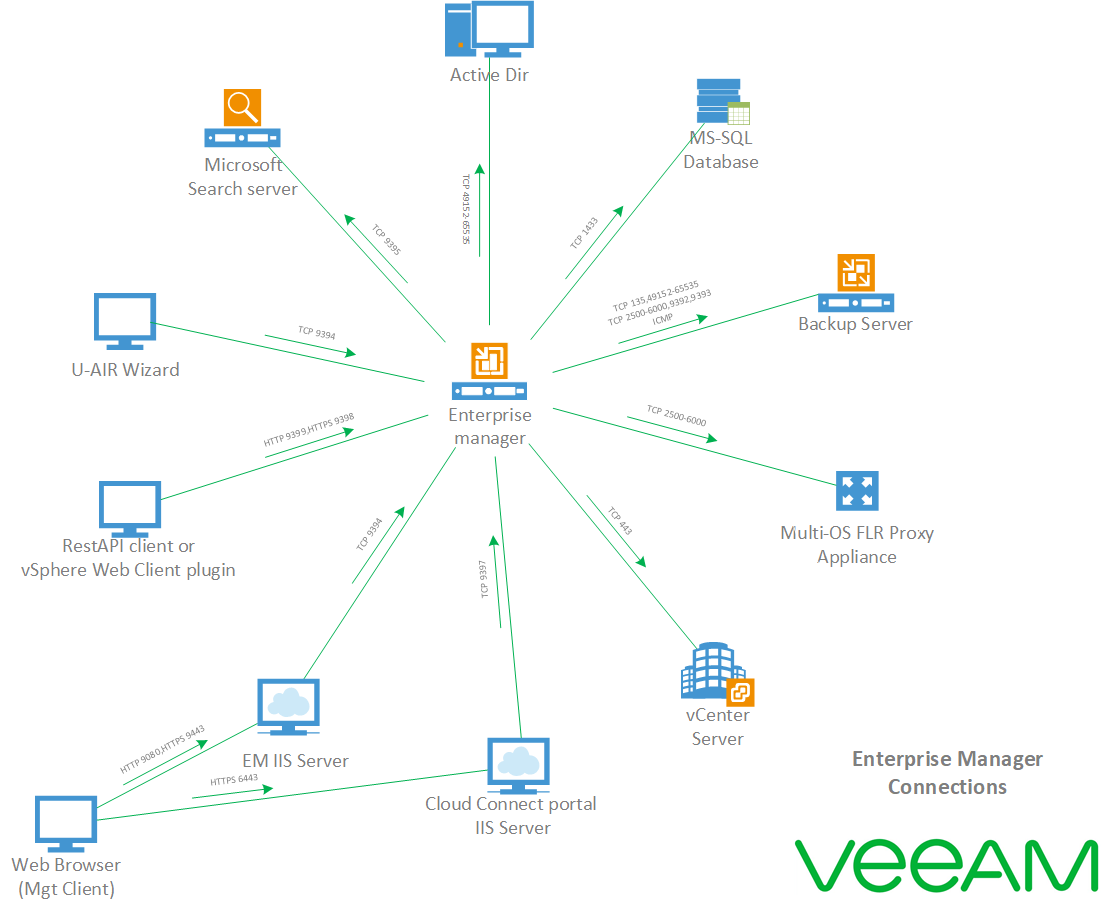 Active Dir
MS-SQL
Database
Microsoft
Search server
TCP 49152-65535
TCP 1433
TCP 9395
TCP 135,49152-65535
TCP 2500-6000,9392,9393
ICMP
Backup Server
TCP 9394
U-AIR Wizard
Enterprise
manager
HTTP 9399,HTTPS 9398
TCP 2500-6000
RestAPI client or
vSphere Web Client plugin
TCP 9394
TCP 9397
TCP 443
Multi-OS FLR Proxy
Appliance
vCenter
Server
HTTP 9080,HTTPS 9443
EM IIS Server
HTTPS 6443
Cloud Connect portal
IIS Server
Enterprise Manager
Connections
Web Browser
(Mgt Client)
veeAM